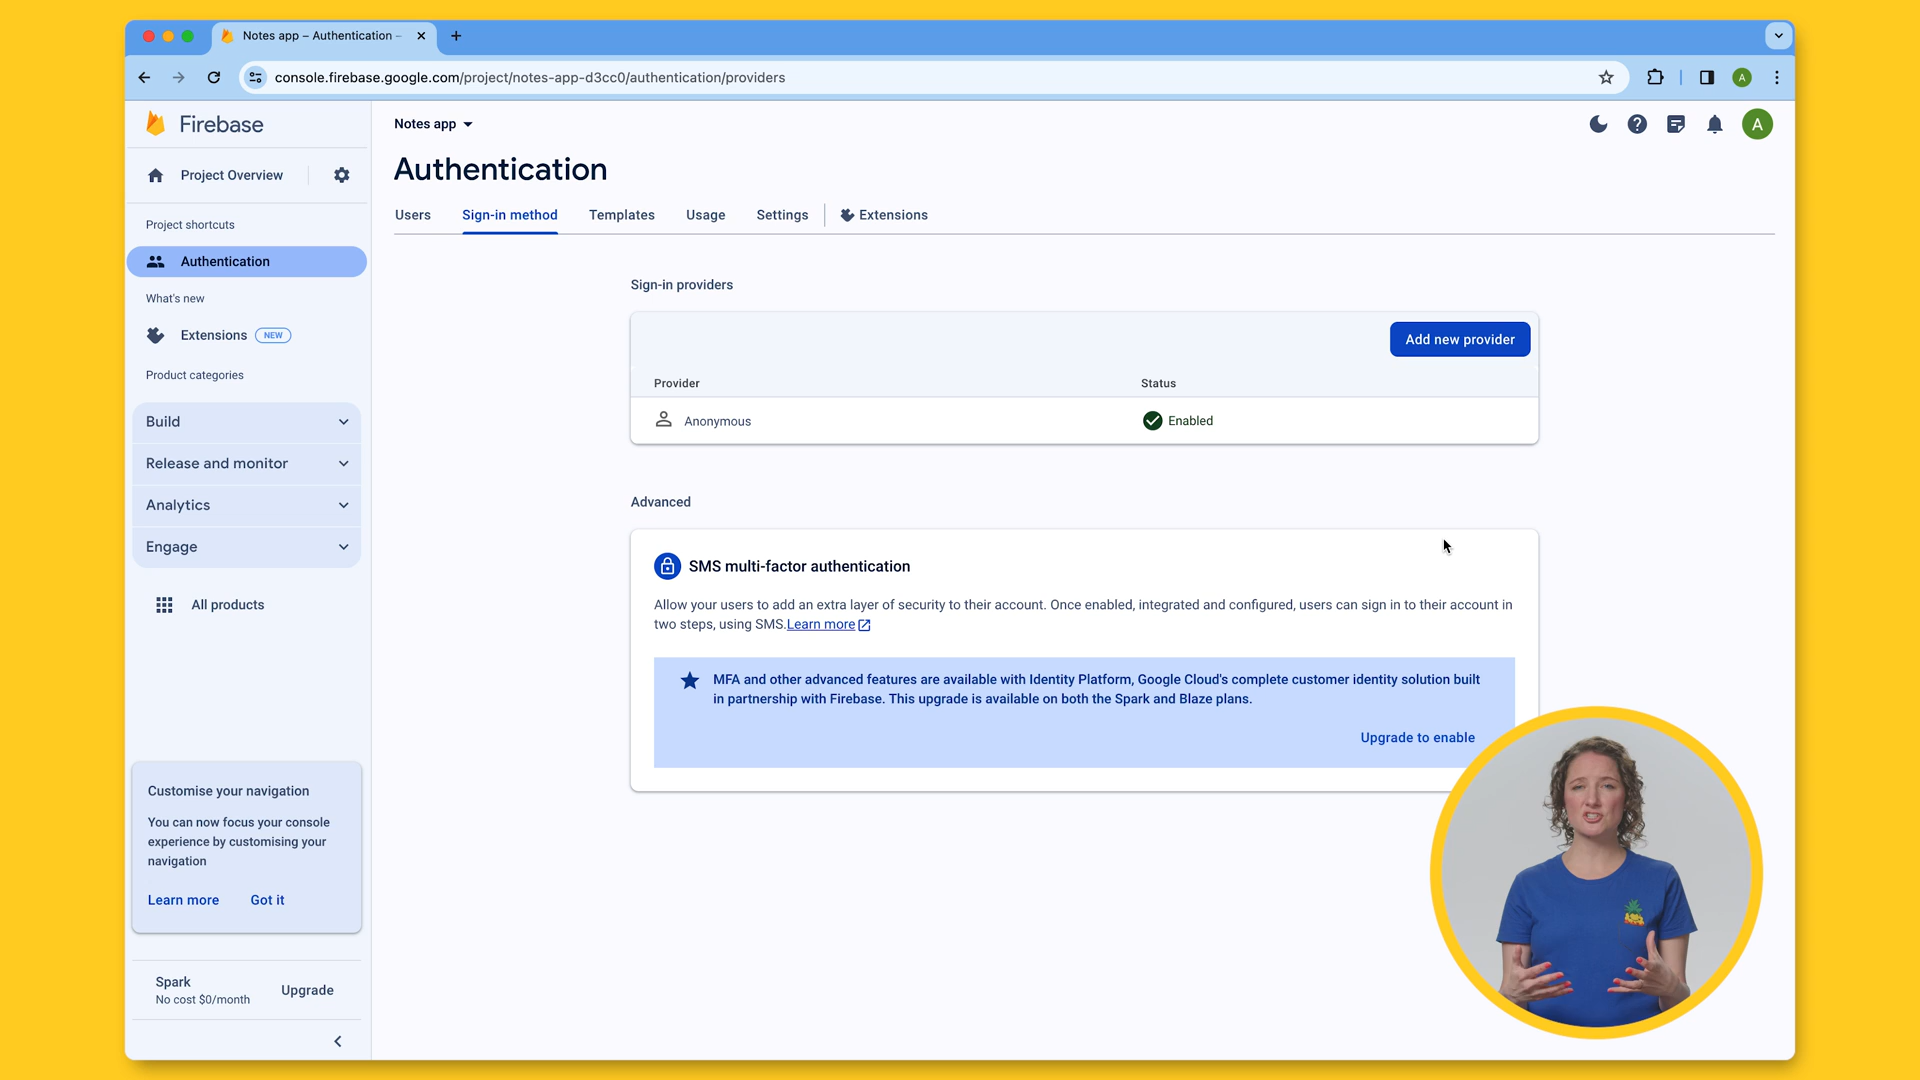 Notes app – Authentication –
console.firebase.google.com/project/notes-app-d3cc0/authentication/providers
A
Firebase
Project Overview
Project shortcuts
Authentication
What's new
Extensions NEW
Product categories
Build
Release and monitor
Analytics
Engage
All products
Customise your navigation
You can now focus your console
experience by customising your
navigation
Learn more Got it
Spark
No cost $0/month
Upgrade
Notes app
A
Authentication
Users Sign-in method Templates Usage Settings Extensions
Sign-in providers
Add new provider
Provider Status
Anonymous Enabled
Advanced
SMS multi-factor authentication
Allow your users to add an extra layer of security to their account. Once enabled, integrated and configured, users can sign in to their account in
two steps, using SMS.Learn more
MFA and other advanced features are available with Identity Platform, Google Cloud's complete customer identity solution built
in partnership with Firebase. This upgrade is available on both the Spark and Blaze plans.
Upgrade to enable